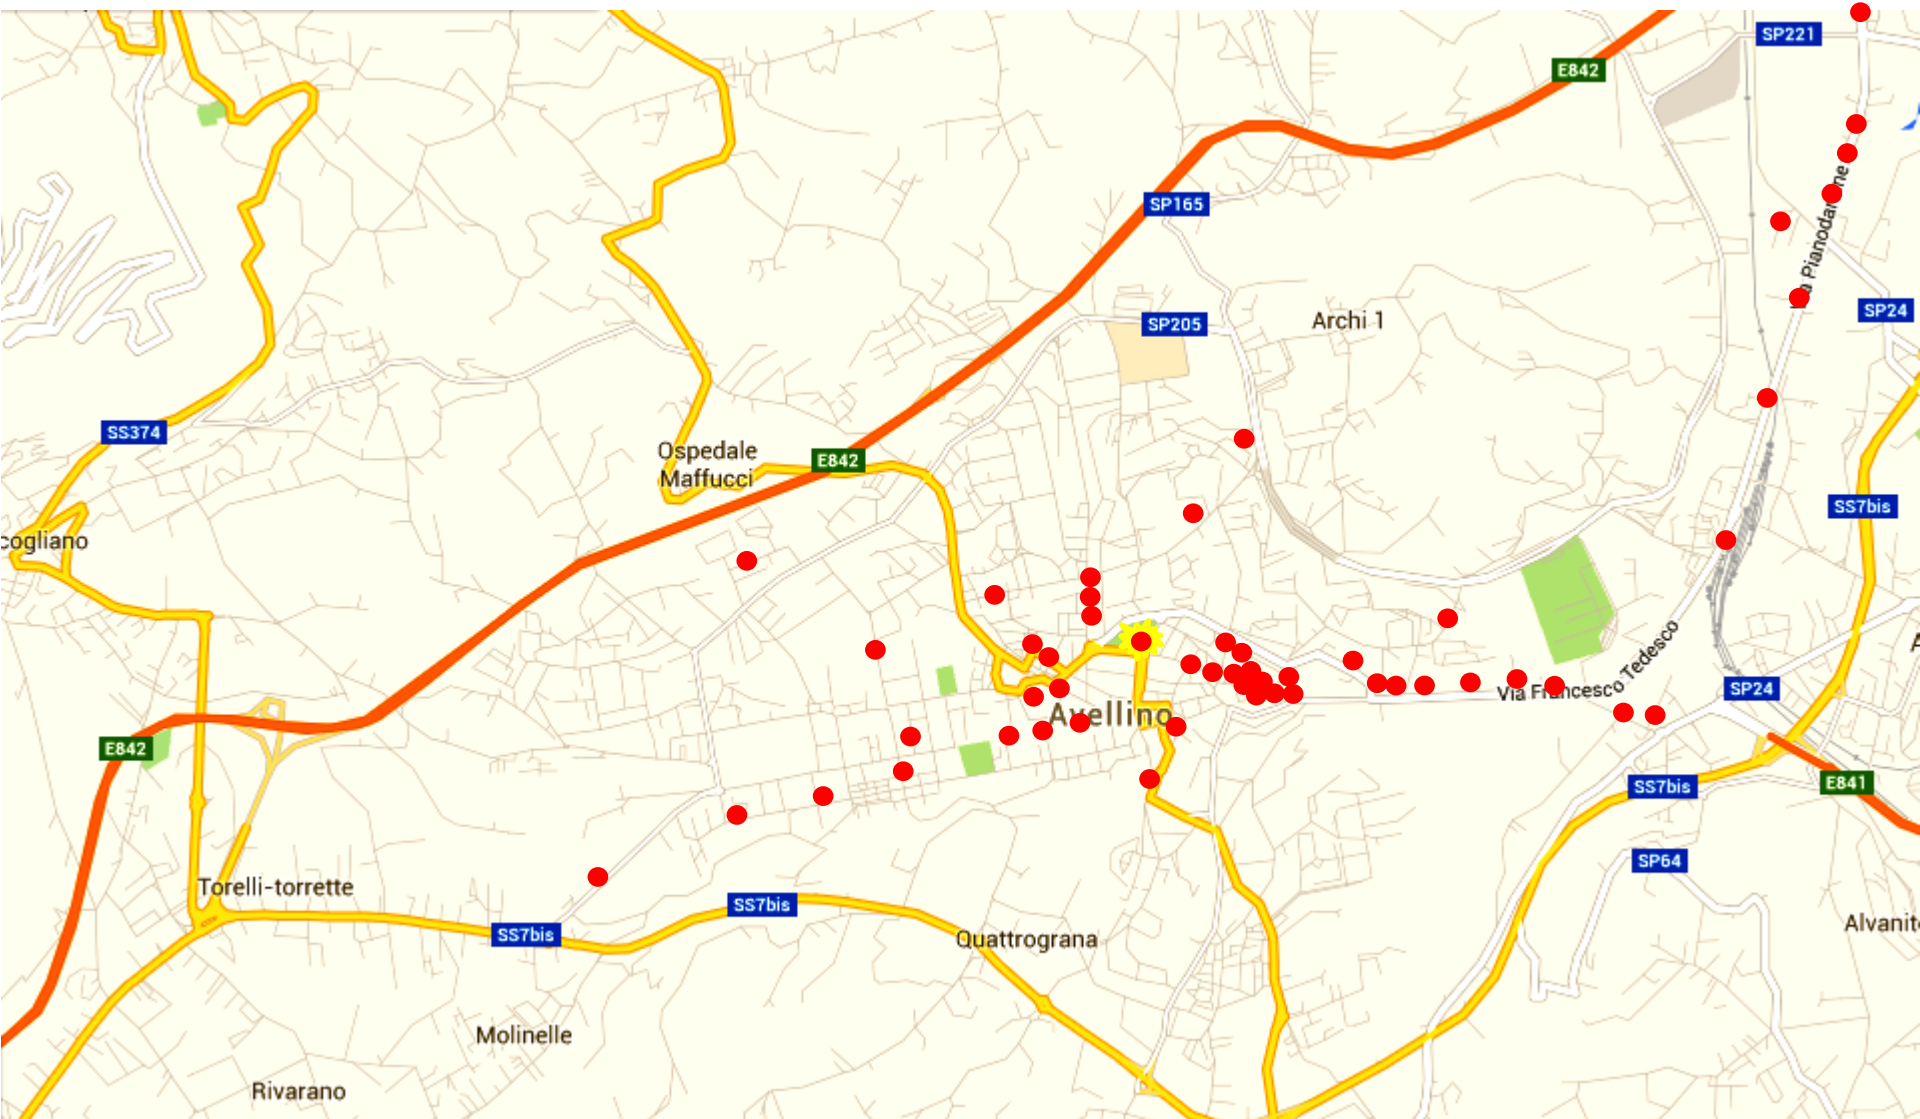 SP221
E842
SP165
SP24
SP205
Archi 1
SS374
Ospedale
Maffucci
E842
SS7bis
cogliano
Via Francesco Tedesco
SP24
Avellino
E842
SS7bis
E841
SP64
Torelli-torrette
SS7bis
SS7bis
Quattrograna
Alvanit
Molinelle
Rivarano